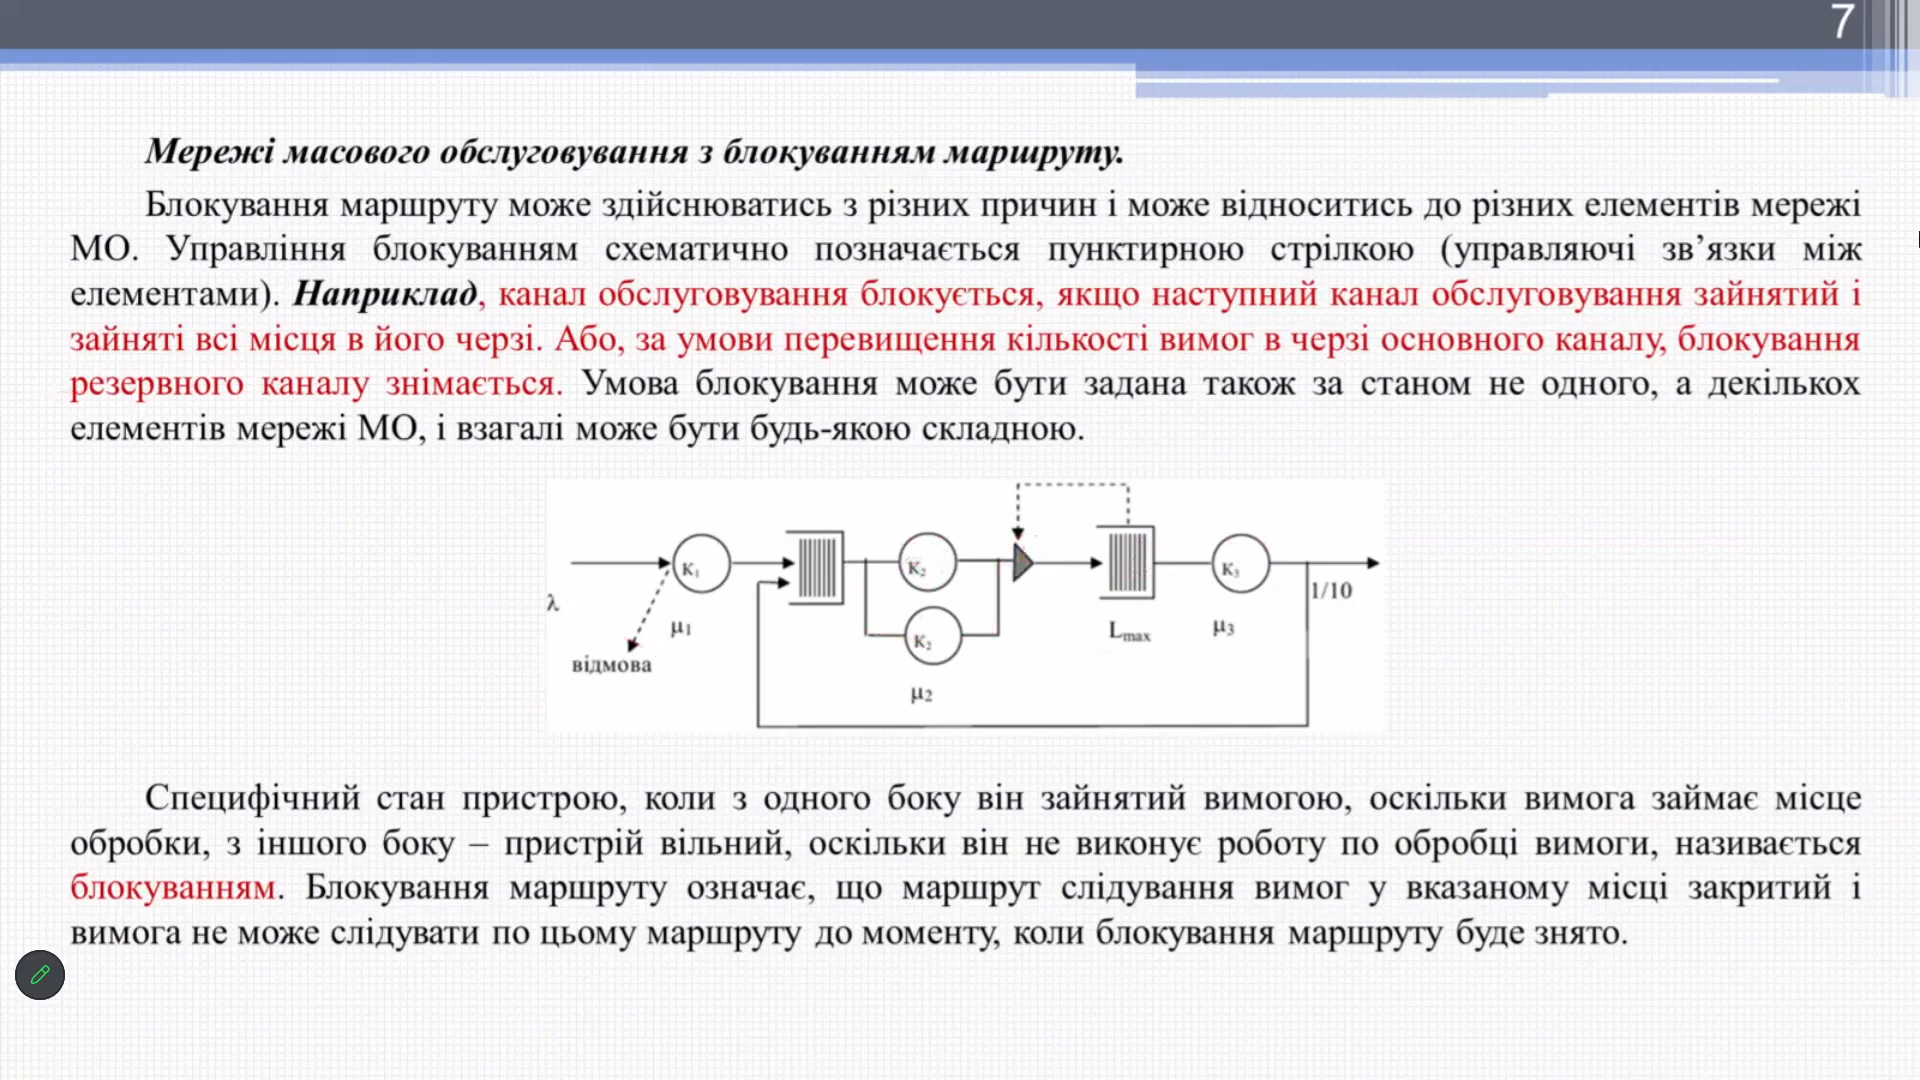 7
Мережі масового обслуговування з блокуванням маршруту.
Блокування маршруту може здійснюватись з різних причин і може відноситись до різних елементів мережі
МО. Управління блокуванням схематично позначається пунктирною стрілкою (управляючі зв’язки між
елементами). Наприклад, канал обслуговування блокується, якщо наступний канал обслуговування зайнятий і
зайняті всі місця в його черзі. Або, за умови перевищення кількості вимог в черзі основного каналу, блокування
резервного каналу знімається. Умова блокування може бути задана також за станом не одного, а декількох
елементів мережі МО, і взагалі може бути будь-якою складною.
K₁ K₂ K₃
λ 1/10
μ₁ K₂ Lmax μ₃
відмова
μ₂
Специфічний стан пристрою, коли з одного боку він зайнятий вимогою, оскільки вимога займає місце
обробки, з іншого боку – пристрій вільний, оскільки він не виконує роботу по обробці вимоги, називається
блокуванням. Блокування маршруту означає, що маршрут слідування вимог у вказаному місці закритий і
вимога не може слідувати по цьому маршруту до моменту, коли блокування маршруту буде знято.